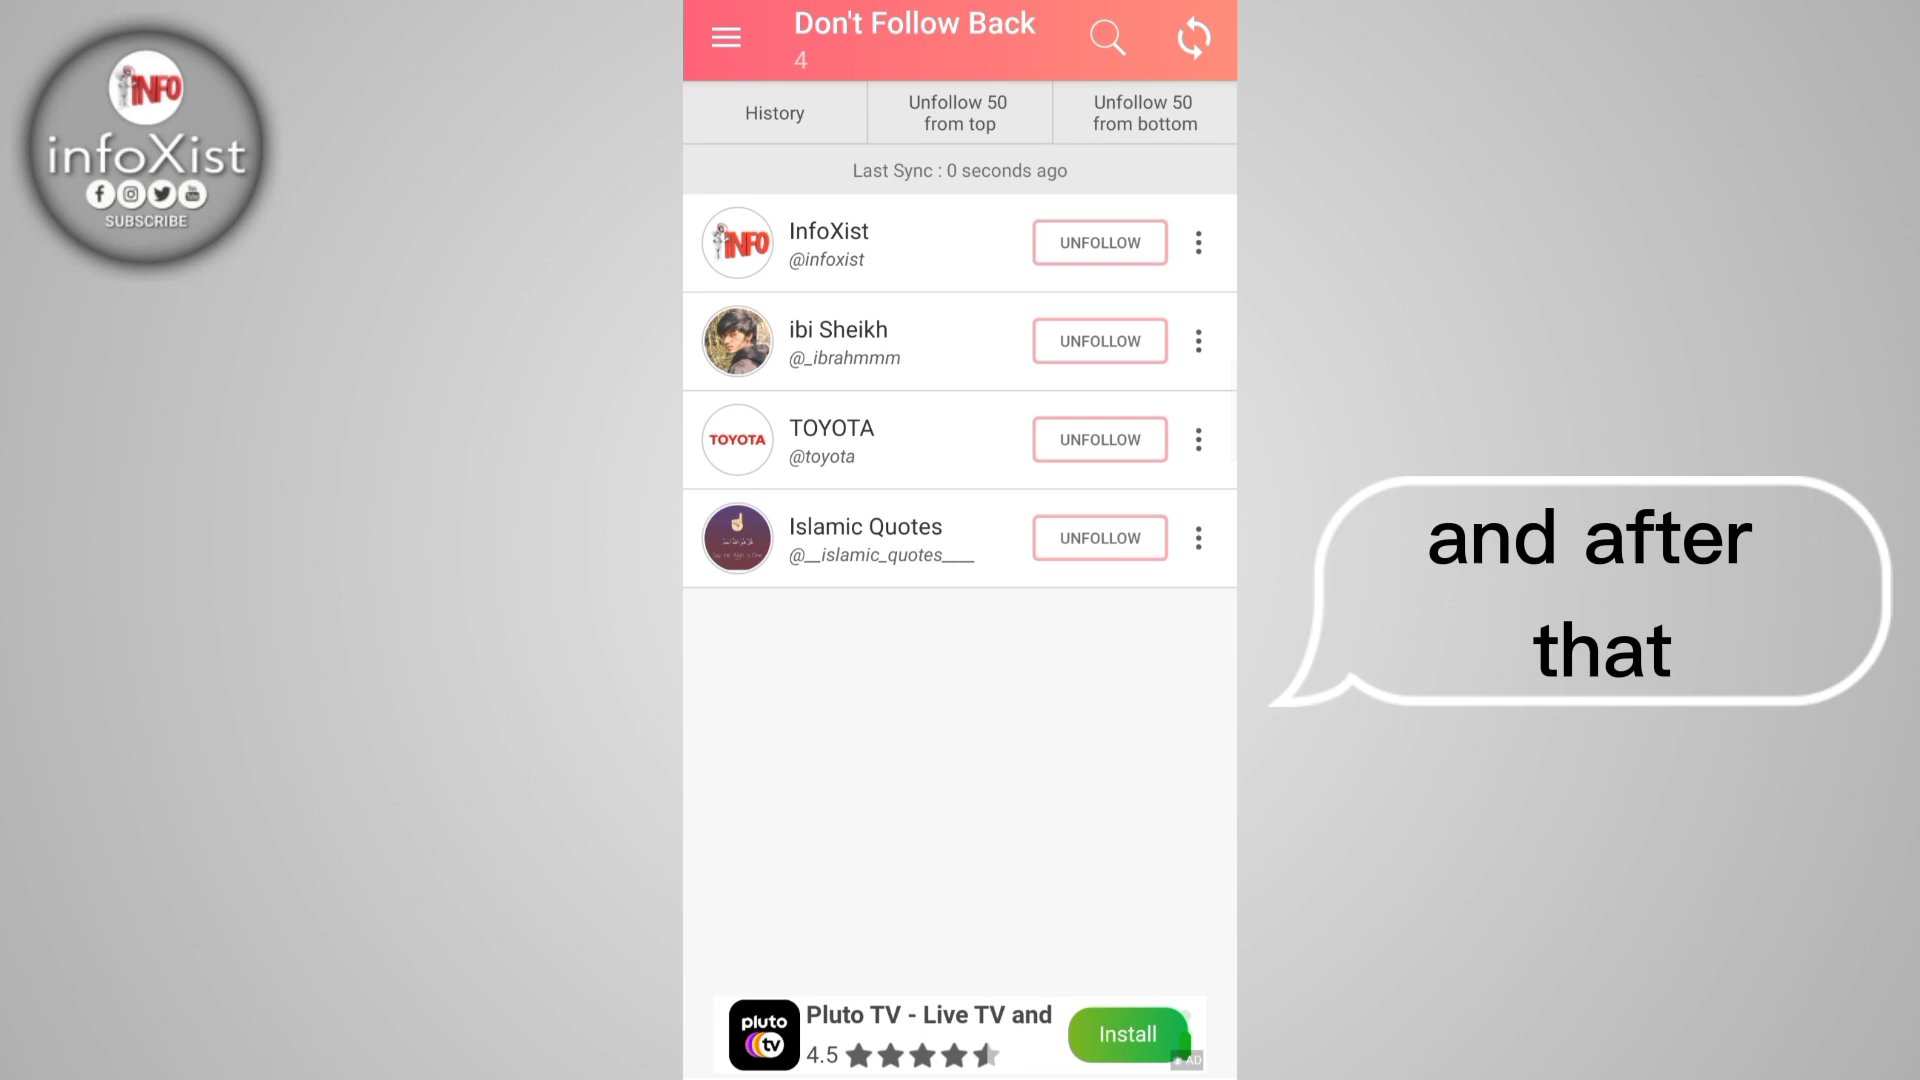 INFO
infoXist
SUBSCRIBE
Don't Follow Back
4
History
Unfollow 50
from top
Unfollow 50
from bottom
Last Sync : 0 seconds ago
INFO
InfoXist
@infoxist
UNFOLLOW
ibi Sheikh
@_ibrahmmm
UNFOLLOW
TOYOTA
TOYOTA
@toyota
UNFOLLOW
Islamic Quotes
@__islamic_quotes____
UNFOLLOW
and after
that
pluto
tv
Pluto TV - Live TV and
4.5
Install
AD